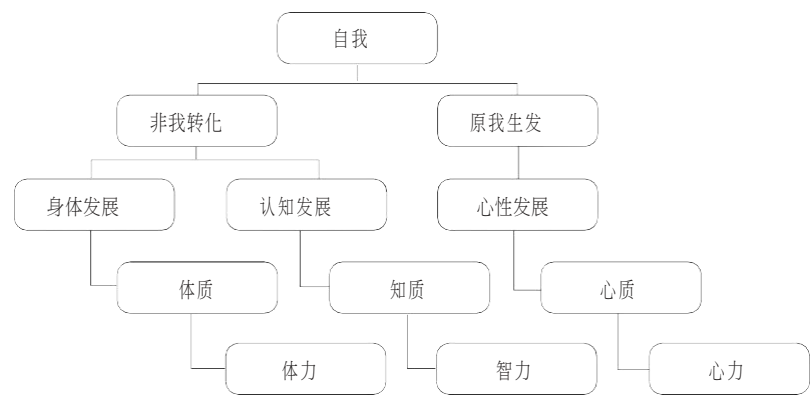 自我
非我转化
原我生发
身体发展
认知发展
心性发展
体质
知质
心质
体力
智力
心力